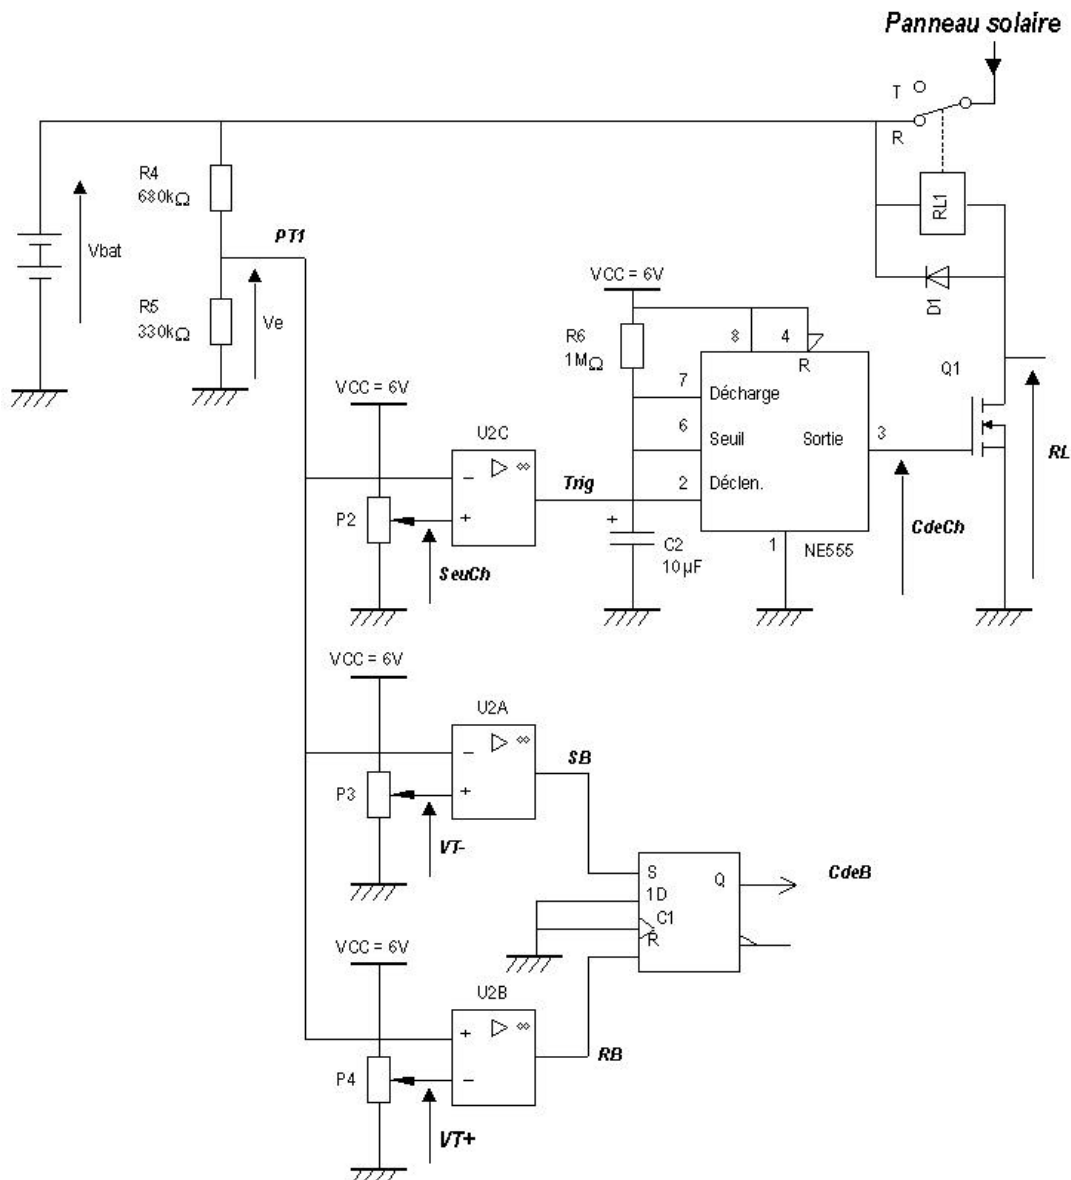 Panneau solaire
T
R
R4
680kΩ
PT1
Vbat
RL1
R5
330kΩ
Ve
D1
VCC = 6V
R6
1MΩ
8
4
R
Q1
7
Décharge
6
Seuil
Sortie
3
2
Déclen.
1
NE555
RL
CdeCh
VCC = 6V
U2C
∞
-
+
P2
Trig
SeuCh
+
C2
10µF
VCC = 6V
U2A
∞
-
+
P3
SB
VT-
S
1D
C1
R
Q
CdeB
VCC = 6V
U2B
∞
+
-
P4
RB
VT+